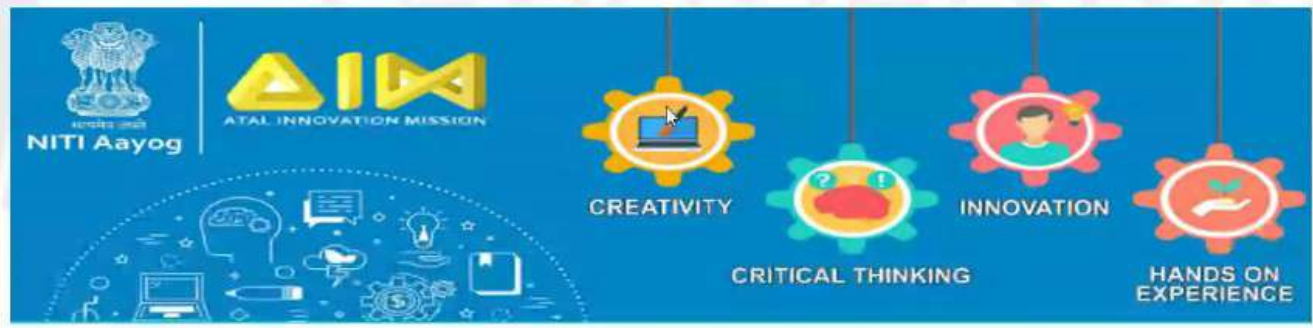 NITI Aayog
ATAL INNOVATION MISSION
CREATIVITY
CRITICAL THINKING
INNOVATION
HANDS ON
EXPERIENCE